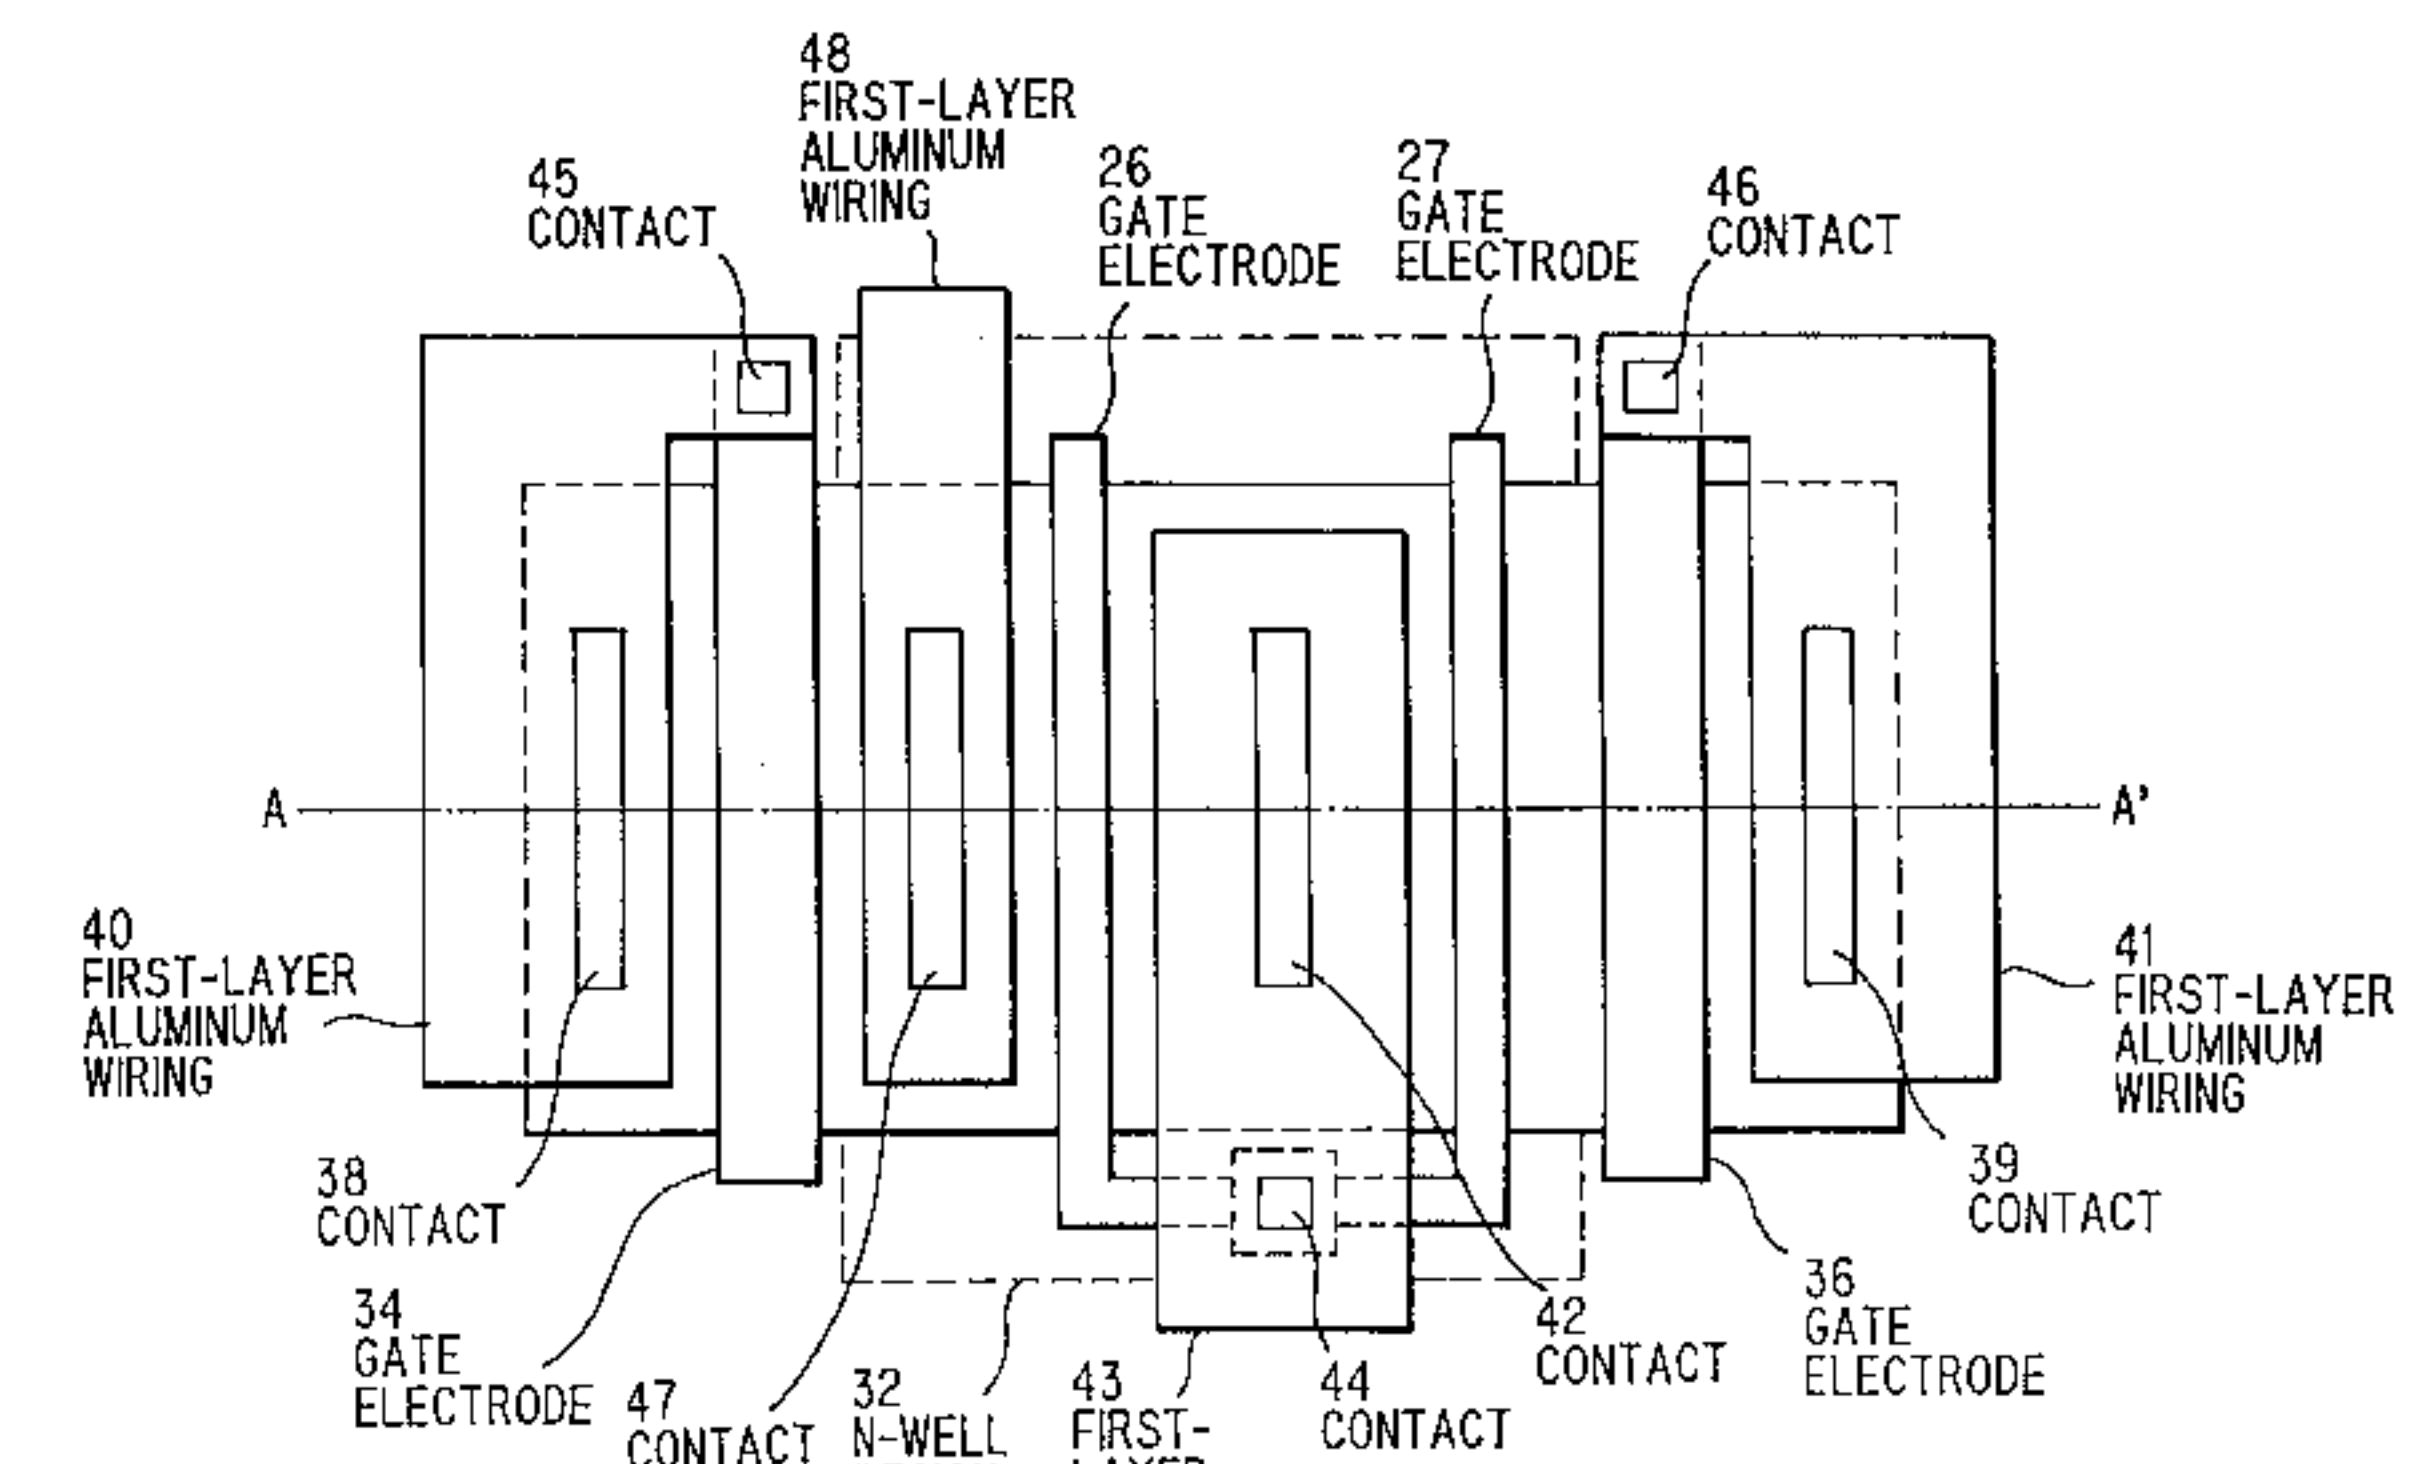 48
FIRST-LAYER
ALUMINUM
WIRING
45
CONTACT
26
GATE
ELECTRODE
27
GATE
ELECTRODE
46
CONTACT
A
A'
40
FIRST-LAYER
ALUMINUM
WIRING
41
FIRST-LAYER
ALUMINUM
WIRING
38
CONTACT
39
CONTACT
34
GATE
ELECTRODE
47
CONTACT
32
N-WELL
43
FIRST-
LAYER
44
CONTACT
42
CONTACT
36
GATE
ELECTRODE